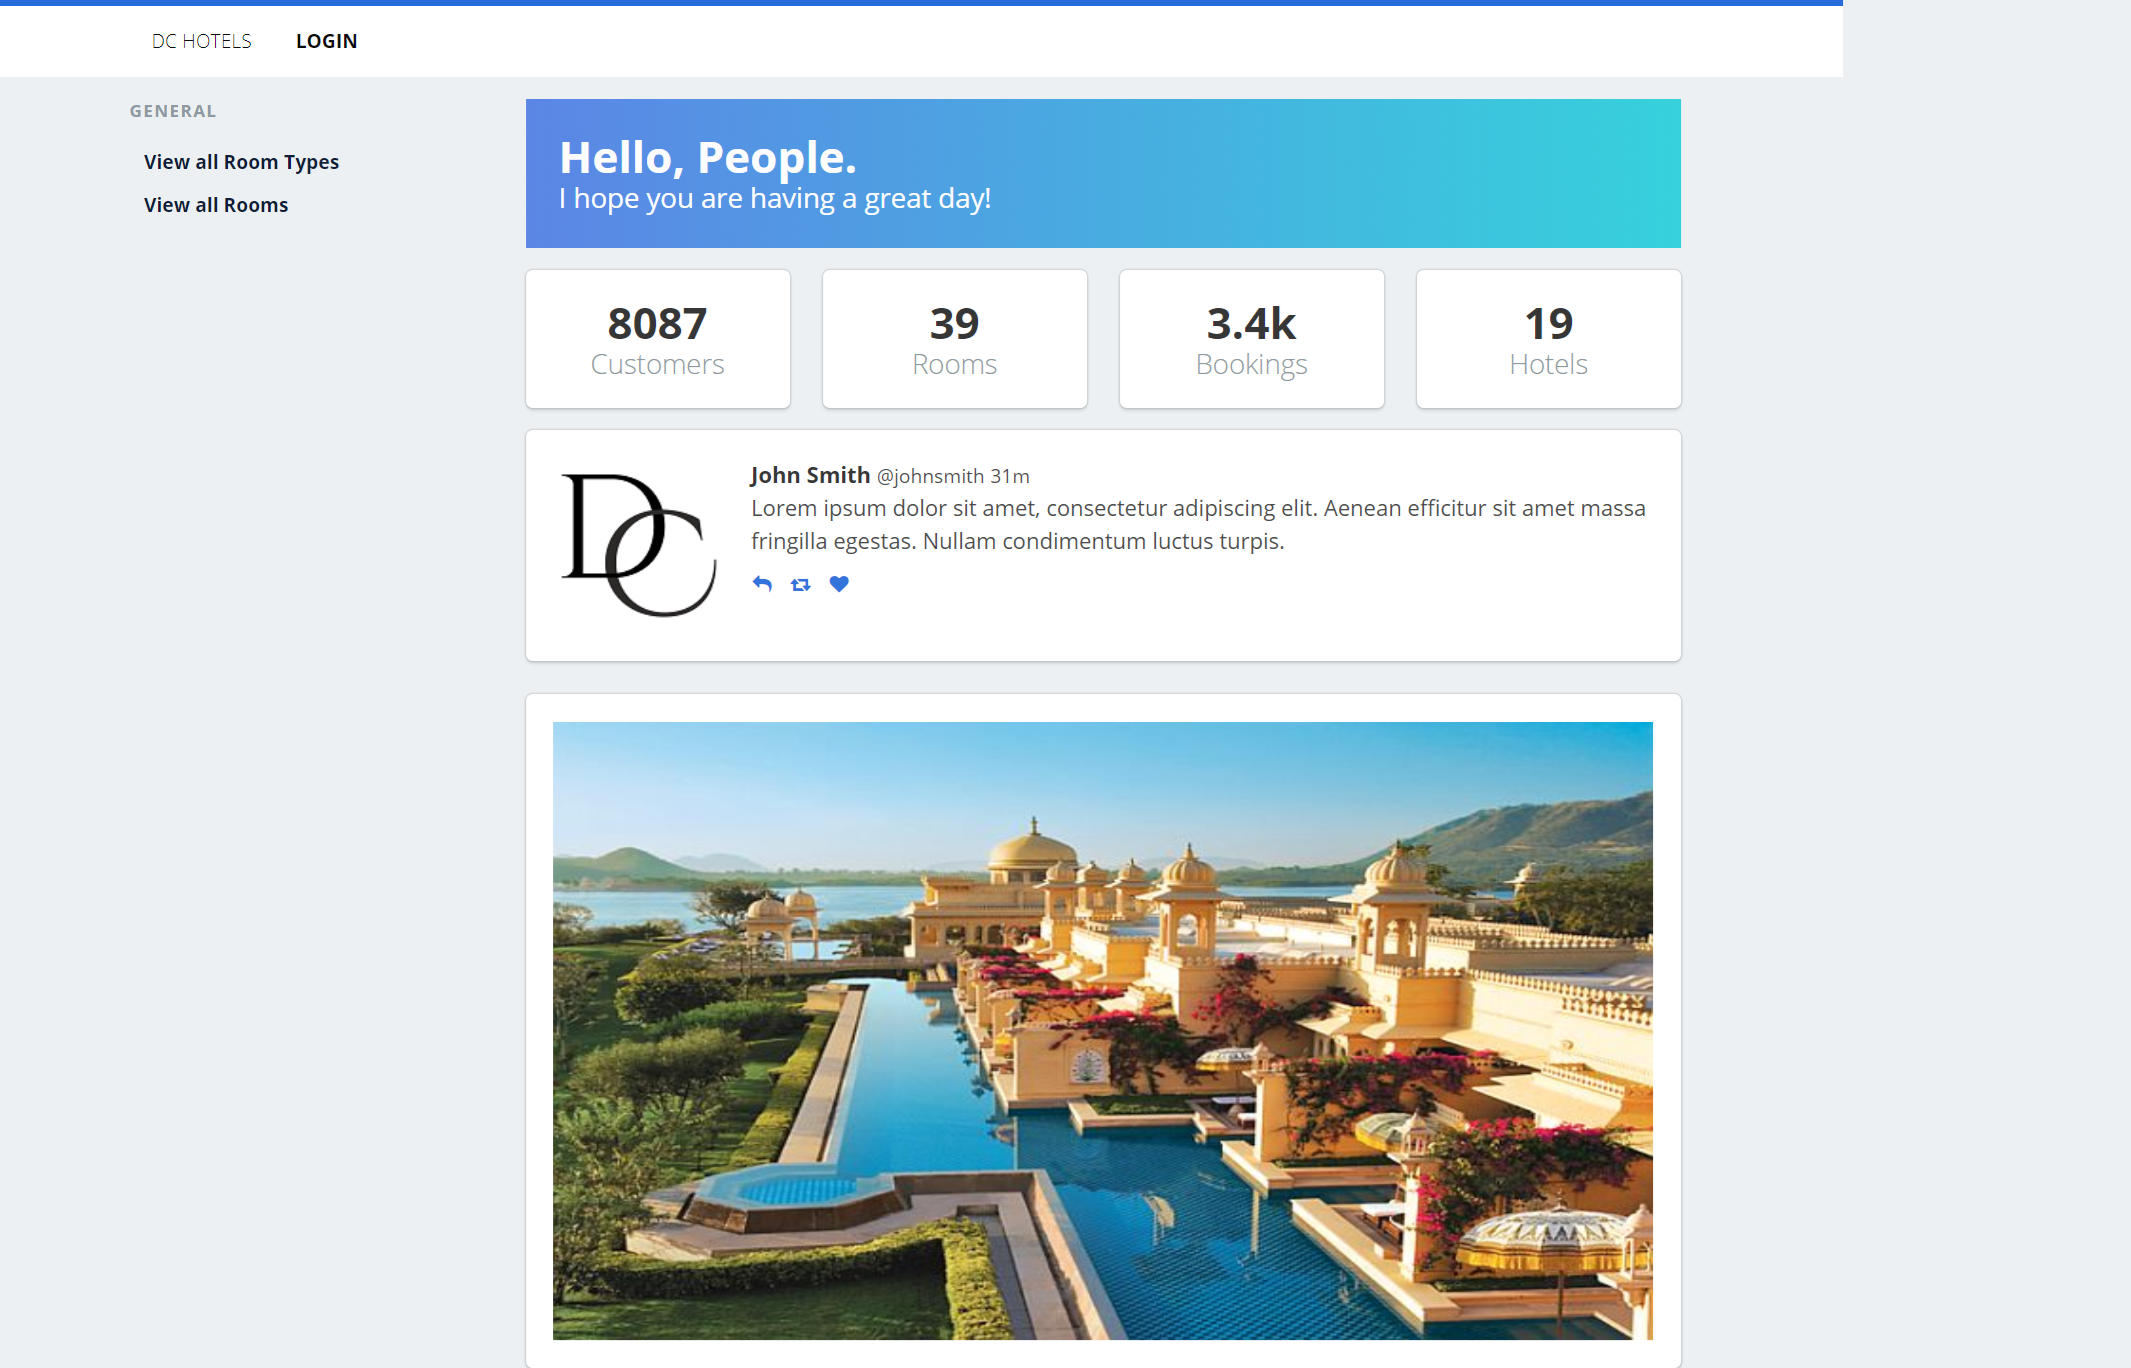 DC HOTELS LOGIN
GENERAL
View all Room Types
View all Rooms
Hello, People.
I hope you are having a great day!
8087
Customers
39
Rooms
3.4k
Bookings
19
Hotels
DC
John Smith @johnsmith 31m
Lorem ipsum dolor sit amet, consectetur adipiscing elit. Aenean efficitur sit amet massa
fringilla egestas. Nullam condimentum luctus turpis.